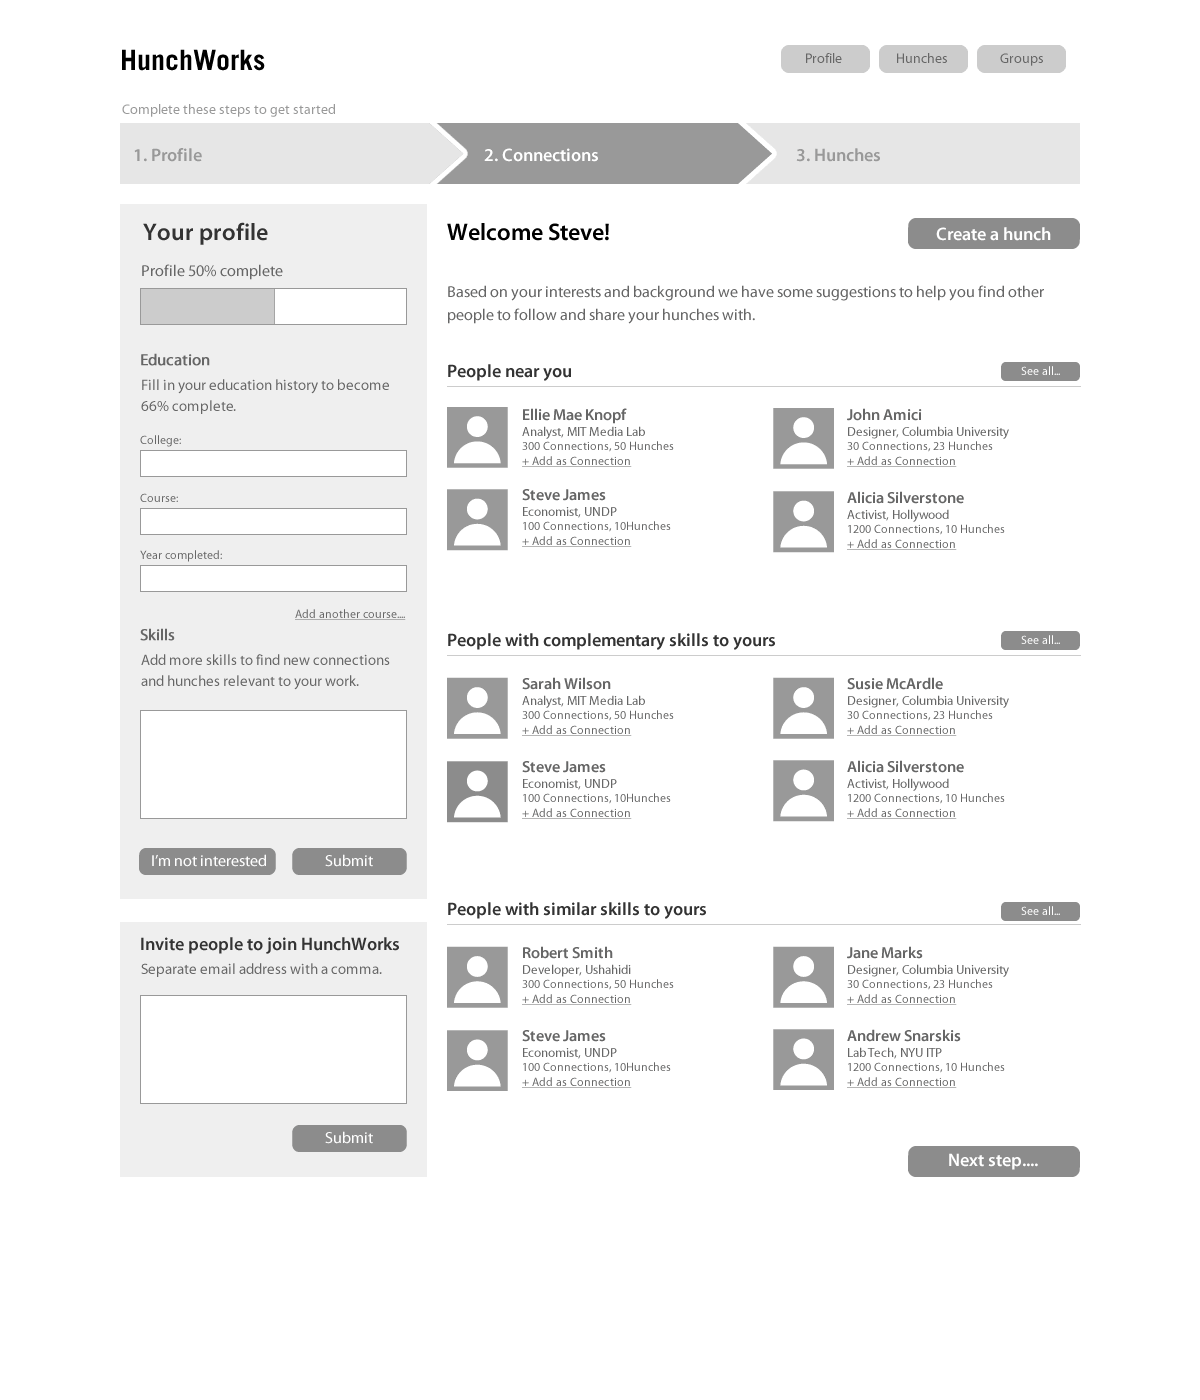 HunchWorks
Profile
Hunches
Groups
Complete these steps to get started
1. Profile
2. Connections
3. Hunches
Your profile
Profile 50% complete
Education
Fill in your education history to become
66% complete.
College:
Course:
Year completed:
Add another course....
Skills
Add more skills to find new connections
and hunches relevant to your work.
I'm not interested
Submit
Invite people to join HunchWorks
Separate email address with a comma.
Submit
Welcome Steve!
Create a hunch
Based on your interests and background we have some suggestions to help you find other
people to follow and share your hunches with.
People near you
See all...
Ellie Mae Knopf
Analyst, MIT Media Lab
300 Connections, 50 Hunches
+ Add as Connection
John Amici
Designer, Columbia University
30 Connections, 23 Hunches
+ Add as Connection
Steve James
Economist, UNDP
100 Connections, 10Hunches
+ Add as Connection
Alicia Silverstone
Activist, Hollywood
1200 Connections, 10 Hunches
+ Add as Connection
People with complementary skills to yours
See all...
Sarah Wilson
Analyst, MIT Media Lab
300 Connections, 50 Hunches
+ Add as Connection
Susie McArdle
Designer, Columbia University
30 Connections, 23 Hunches
+ Add as Connection
Steve James
Economist, UNDP
100 Connections, 10Hunches
+ Add as Connection
Alicia Silverstone
Activist, Hollywood
1200 Connections, 10 Hunches
+ Add as Connection
People with similar skills to yours
See all...
Robert Smith
Developer, Ushahidi
300 Connections, 50 Hunches
+ Add as Connection
Jane Marks
Designer, Columbia University
30 Connections, 23 Hunches
+ Add as Connection
Steve James
Economist, UNDP
100 Connections, 10Hunches
+ Add as Connection
Andrew Snarskis
Lab Tech, NYU ITP
1200 Connections, 10 Hunches
+ Add as Connection
Next step....